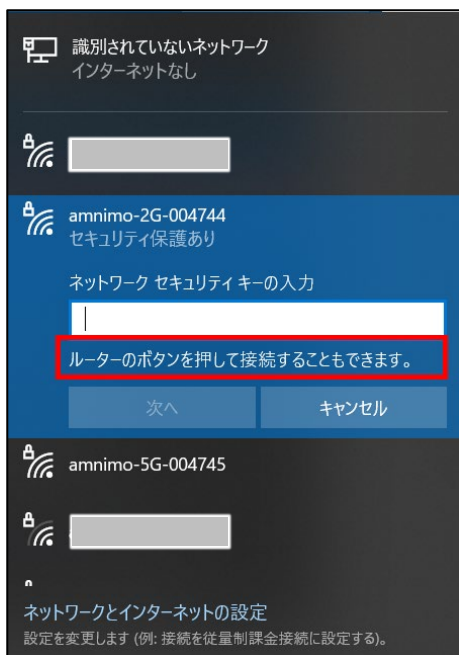 識別されていないネットワーク
インターネットなし
amnimo-2G-004744
セキュリティ保護あり
ネットワーク セキュリティ キーの入力
ルーターのボタンを押して接続することもできます。
次へ
キャンセル
amnimo-5G-004745
ネットワークとインターネットの設定
設定を変更します (例: 接続を従量制課金接続に設定する)。